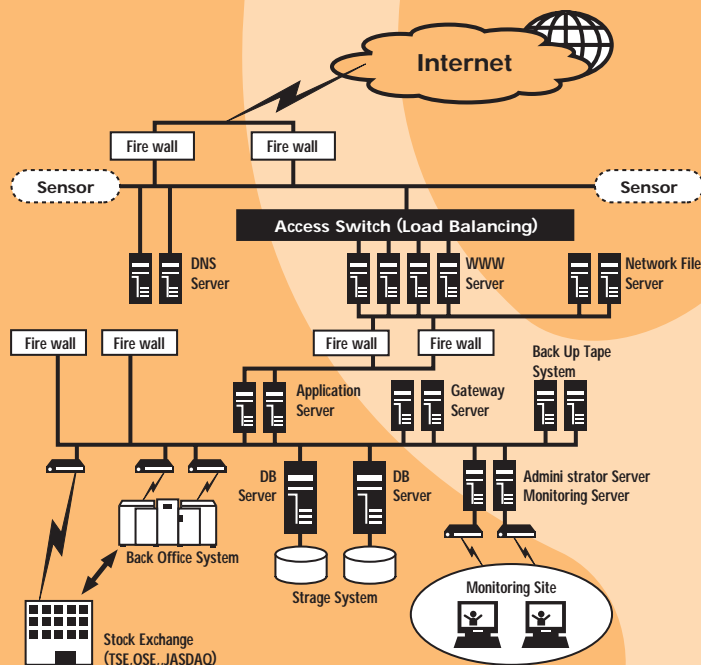 Internet
Fire wall
Fire wall
Sensor
Sensor
Access Switch (Load Balancing)
DNS
Server
WWW
Server
Network File
Server
Fire wall
Fire wall
Fire wall
Fire wall
Back Up Tape
System
Application
Server
Gateway
Server
DB
Server
DB
Server
Admini strator Server
Monitoring Server
Back Office System
Strage System
Monitoring Site
Stock Exchange
(TSE,OSE,,JASDAQ)